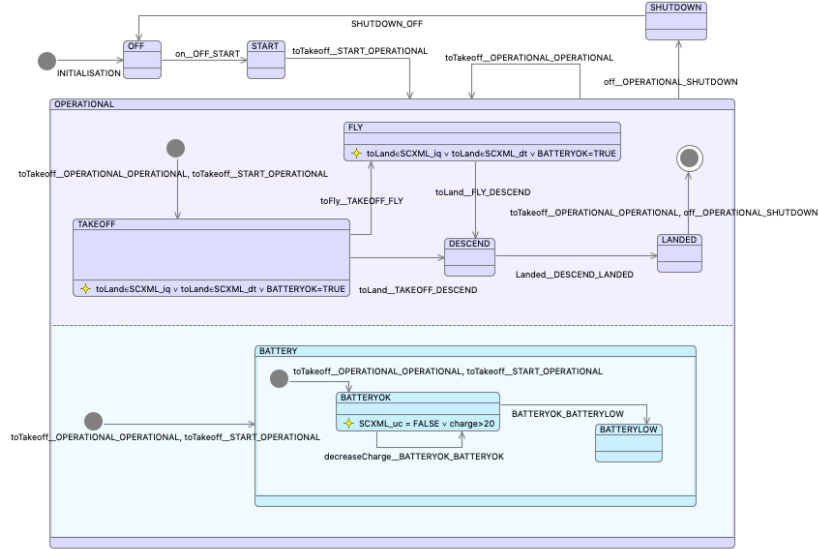 SHUTDOWN
SHUTDOWN_OFF
OFF
on__OFF_START
START
toTakeoff__START_OPERATIONAL
toTakeoff__OPERATIONAL_OPERATIONAL
INITIALISATION
off__OPERATIONAL_SHUTDOWN
OPERATIONAL
FLY
toLand∈SCXML_iq ∨ toLand∈SCXML_dt ∨ BATTERYOK=TRUE
toTakeoff__OPERATIONAL_OPERATIONAL, toTakeoff__START_OPERATIONAL
toFly__TAKEOFF_FLY
toLand__FLY_DESCEND
toTakeoff__OPERATIONAL_OPERATIONAL, off__OPERATIONAL_SHUTDOWN
TAKEOFF
DESCEND
LANDED
Landed__DESCEND_LANDED
toLand∈SCXML_iq ∨ toLand∈SCXML_dt ∨ BATTERYOK=TRUE
toLand__TAKEOFF_DESCEND
BATTERY
toTakeoff__OPERATIONAL_OPERATIONAL, toTakeoff__START_OPERATIONAL
BATTERYOK
BATTERYOK_BATTERYLOW
SCXML_uc = FALSE ∨ charge>20
BATTERYLOW
toTakeoff__OPERATIONAL_OPERATIONAL, toTakeoff__START_OPERATIONAL
decreaseCharge__BATTERYOK_BATTERYOK